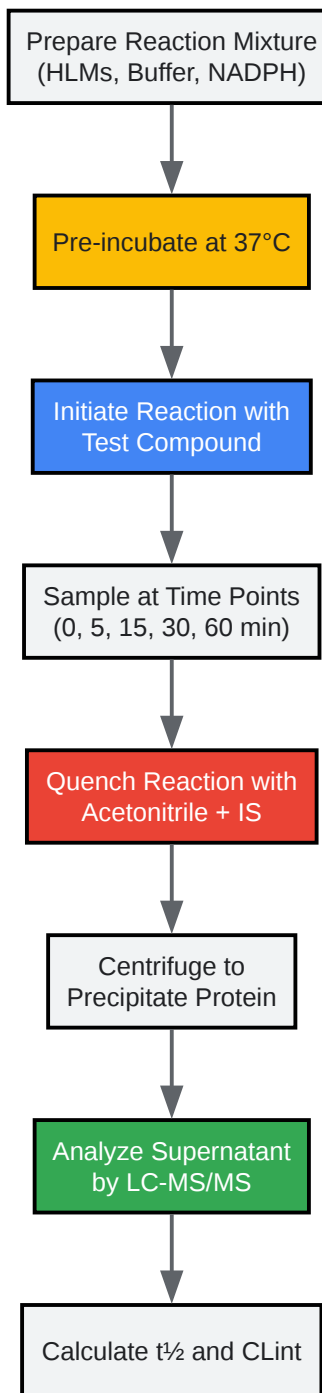 Prepare Reaction Mixture
(HLMs, Buffer, NADPH)
Pre-incubate at 37°C
Initiate Reaction with
Test Compound
Sample at Time Points
(0, 5, 15, 30, 60 min)
Quench Reaction with
Acetonitrile + IS
Centrifuge to
Precipitate Protein
Analyze Supernatant
by LC-MS/MS
Calculate t½ and CLint